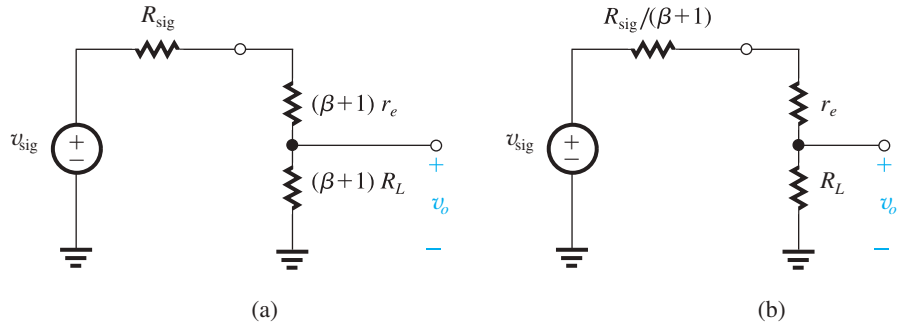 R_sig
(β+1) r_e
(β+1) R_L
v_sig
+
−
+
v_o
−
(a)
R_sig/(β+1)
r_e
R_L
v_sig
+
−
+
v_o
−
(b)